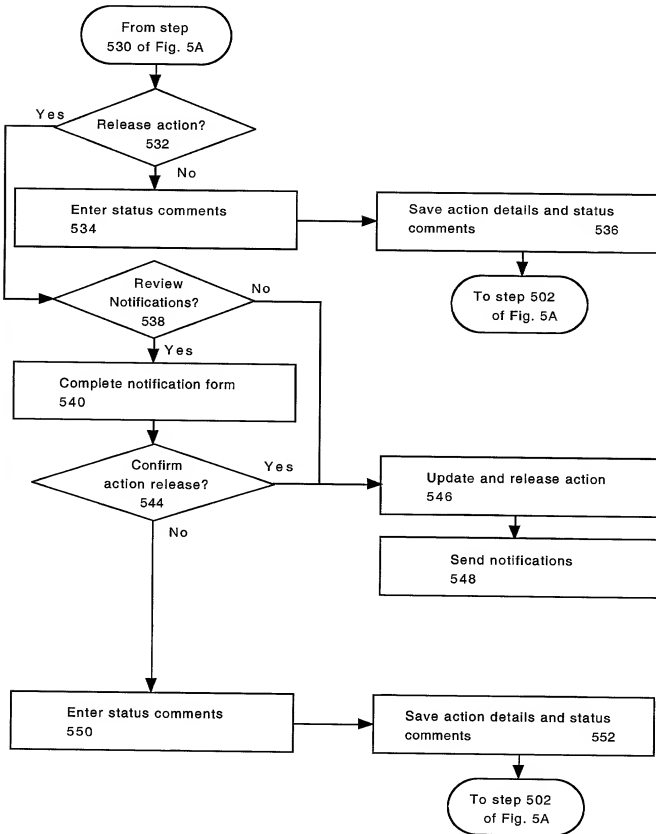 From step
530 of Fig. 5A
Yes
Release action?
532
No
Enter status comments
534
Save action details and status
comments 536
To step 502
of Fig. 5A
Review
Notifications?
538
No
Yes
Complete notification form
540
Confirm
action release?
544
Yes
No
Update and release action
546
Send notifications
548
Enter status comments
550
Save action details and status
comments 552
To step 502
of Fig. 5A